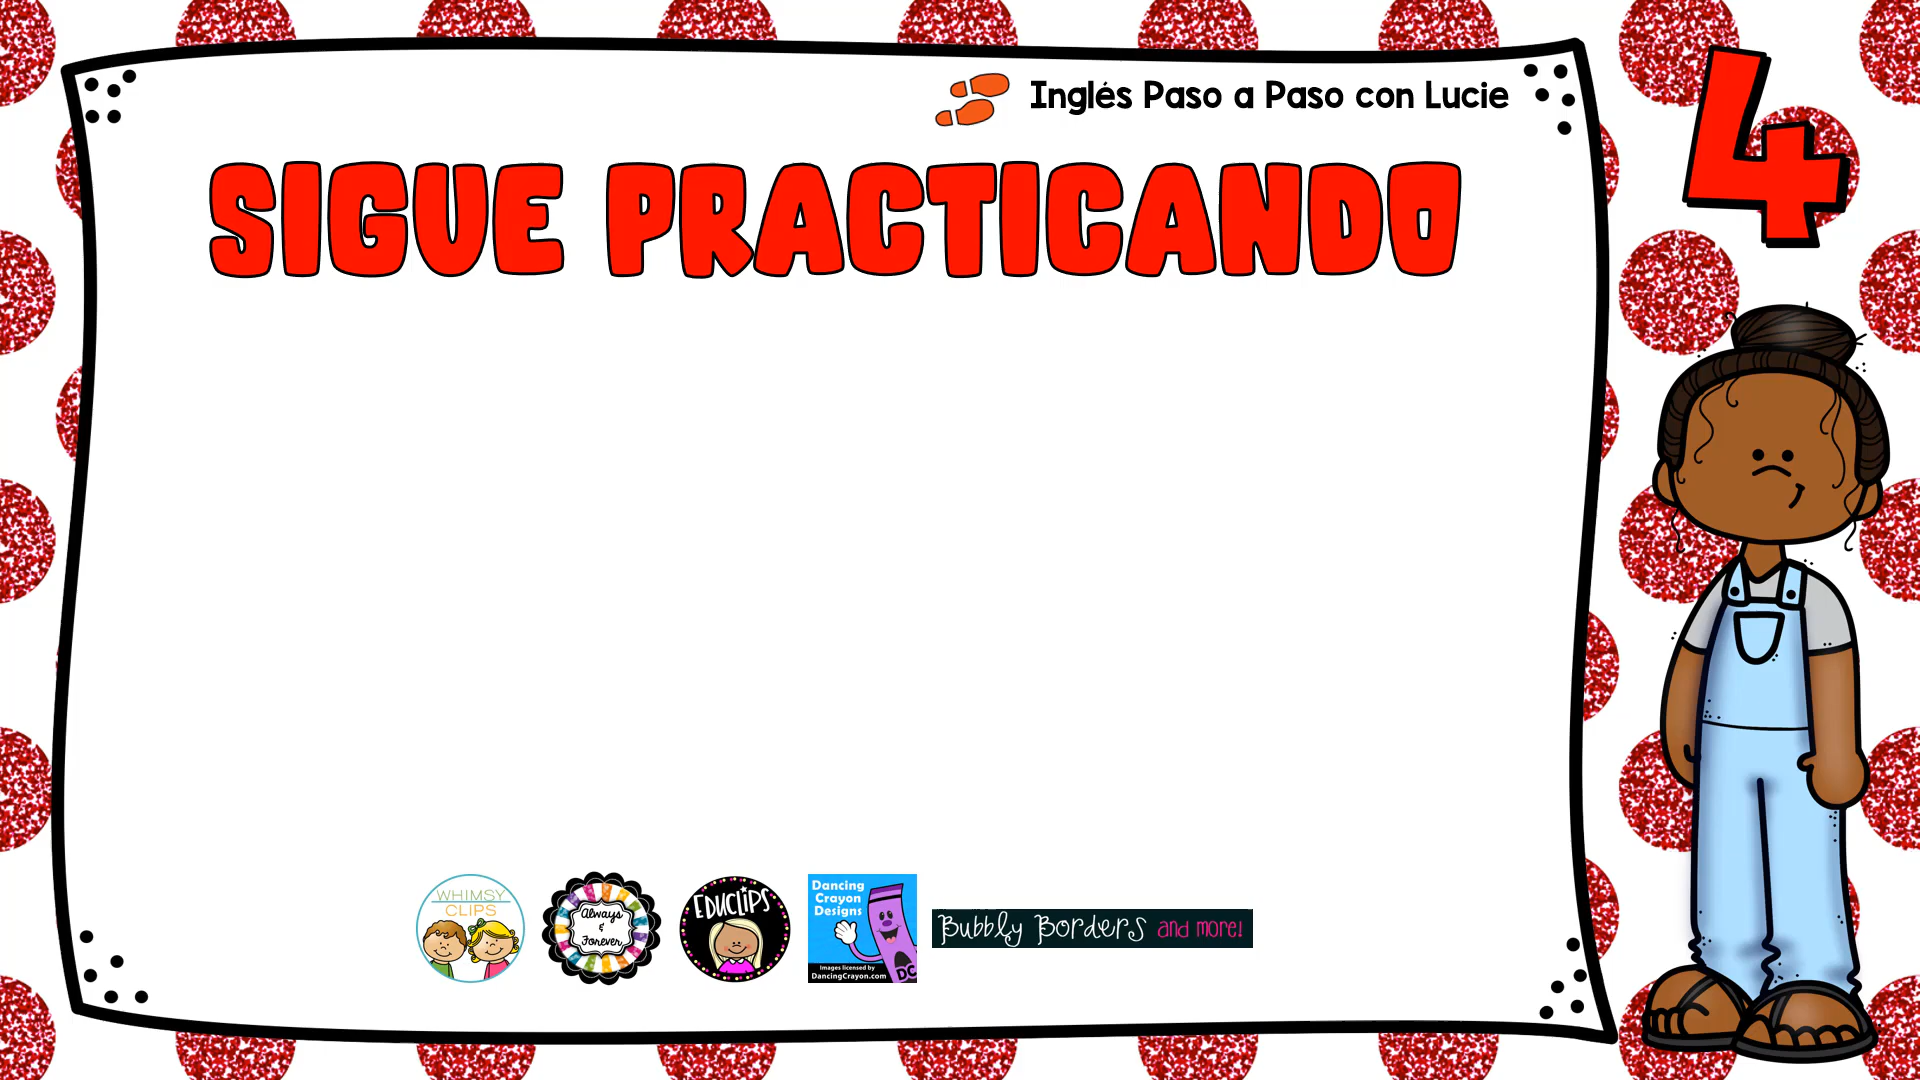 Inglés Paso a Paso con Lucie
4
SIGUE PRACTICANDO
WHIMSY
CLIPS
Always
&
Forever
EDUCLIPS
Dancing
Crayon
Designs
Images licensed by
DancingCrayon.com
DC
Bubbly Borders and more!